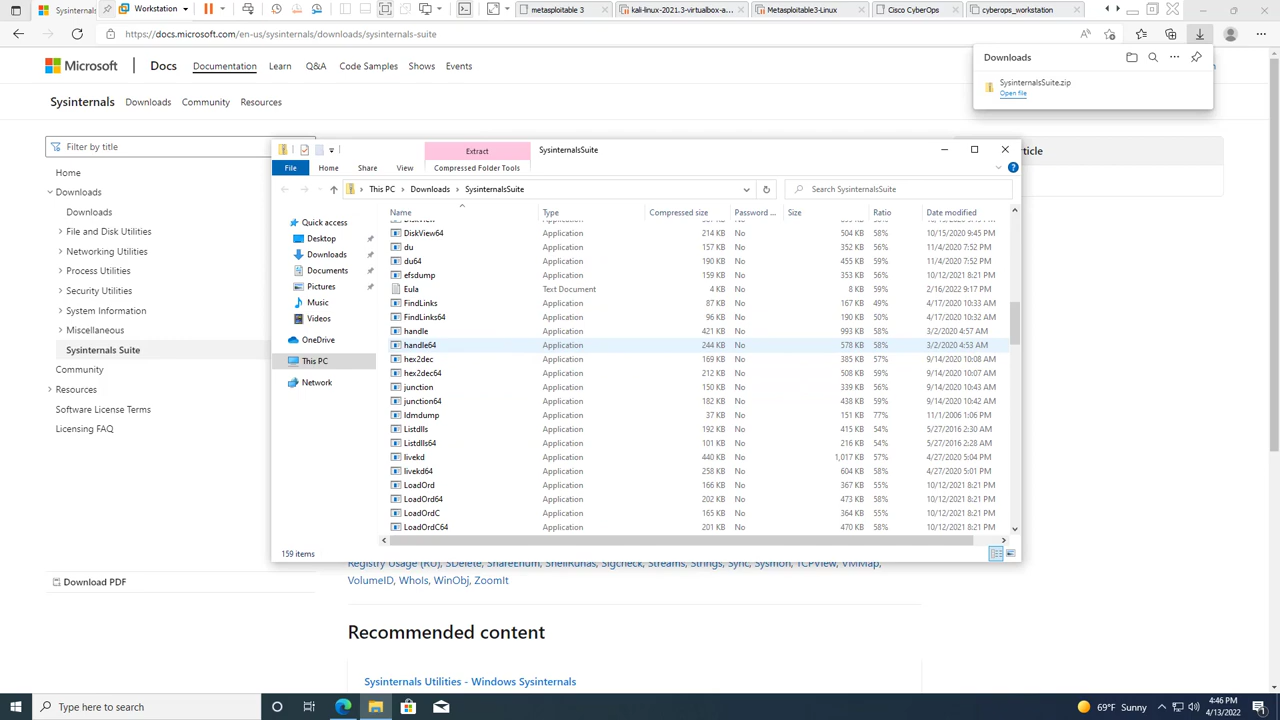 Sysinternals
Workstation
metasploitable 3
kali-linux-2021.3-virtualbox-a...
Metasploitable3-Linux
Cisco CyberOps
cyberops_workstation
https://docs.microsoft.com/en-us/sysinternals/downloads/sysinternals-suite
Microsoft
Docs
Documentation
Learn
Q&A
Code Samples
Shows
Events
Downloads
SysinternalsSuite.zip
Open file
Sysinternals
Downloads
Community
Resources
Filter by title
Home
Downloads
Downloads
File and Disk Utilities
Networking Utilities
Process Utilities
Security Utilities
System Information
Miscellaneous
Sysinternals Suite
Community
Resources
Software License Terms
Licensing FAQ
Download PDF
Extract
SysinternalsSuite
File
Home
Share
View
Compressed Folder Tools
This PC
Downloads
SysinternalsSuite
Search SysinternalsSuite
Quick access
Desktop
Downloads
Documents
Pictures
Music
Videos
OneDrive
This PC
Network
Name Type Compressed size Password ... Size Ratio Date modified
DiskView64 Application 214 KB No 504 KB 58% 10/15/2020 9:45 PM
du Application 157 KB No 352 KB 56% 11/4/2020 7:52 PM
du64 Application 190 KB No 455 KB 59% 11/4/2020 7:52 PM
efsdump Application 159 KB No 353 KB 56% 10/12/2021 8:21 PM
Eula Text Document 4 KB No 8 KB 59% 2/16/2022 9:17 PM
FindLinks Application 87 KB No 167 KB 49% 4/17/2020 10:33 AM
FindLinks64 Application 96 KB No 190 KB 50% 4/17/2020 10:32 AM
handle Application 421 KB No 993 KB 58% 3/2/2020 4:57 AM
handle64 Application 244 KB No 578 KB 58% 3/2/2020 4:53 AM
hex2dec Application 169 KB No 385 KB 57% 9/14/2020 10:08 AM
hex2dec64 Application 212 KB No 508 KB 59% 9/14/2020 10:07 AM
junction Application 150 KB No 339 KB 56% 9/14/2020 10:43 AM
junction64 Application 182 KB No 438 KB 59% 9/14/2020 10:42 AM
ldmdump Application 37 KB No 151 KB 77% 11/1/2006 1:06 PM
Listdlls Application 192 KB No 415 KB 54% 5/27/2016 2:30 AM
Listdlls64 Application 101 KB No 216 KB 54% 5/27/2016 2:28 AM
livekd Application 440 KB No 1,017 KB 57% 4/27/2020 5:04 PM
livekd64 Application 258 KB No 604 KB 58% 4/27/2020 5:01 PM
LoadOrd Application 166 KB No 367 KB 55% 10/12/2021 8:21 PM
LoadOrd64 Application 202 KB No 473 KB 58% 10/12/2021 8:21 PM
LoadOrdC Application 165 KB No 364 KB 55% 10/12/2021 8:21 PM
LoadOrdC64 Application 201 KB No 470 KB 58% 10/12/2021 8:21 PM
159 items
Registry Usage (RU), SDelete, ShareEnum, ShellRunas, Sigcheck, Streams, Strings, Sync, Sysmon, TCPView, VMMap,
VolumeID, WhoIs, WinObj, ZoomIt
Recommended content
Sysinternals Utilities - Windows Sysinternals
Type here to search
69°F Sunny
4:46 PM
4/13/2022
1